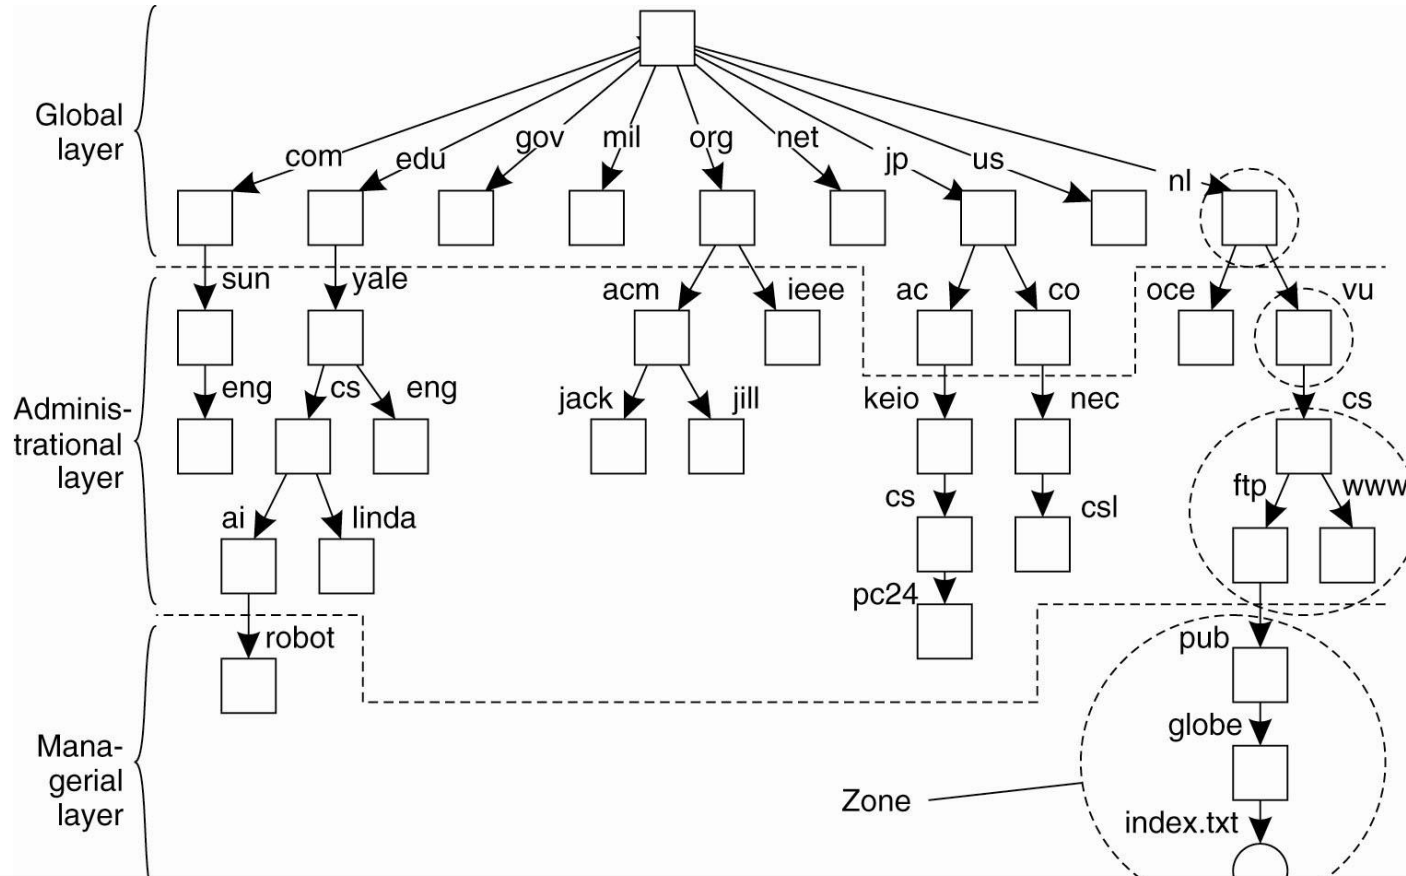 Global
layer
com
edu
gov
mil
org
net
jp
us
nl
sun
yale
acm
ieee
ac
co
oce
vu
Adminis-
trational
layer
eng
cs
eng
jack
jill
keio
nec
cs
ai
linda
cs
csl
ftp
www
pc24
robot
pub
Mana-
gerial
layer
globe
Zone
index.txt